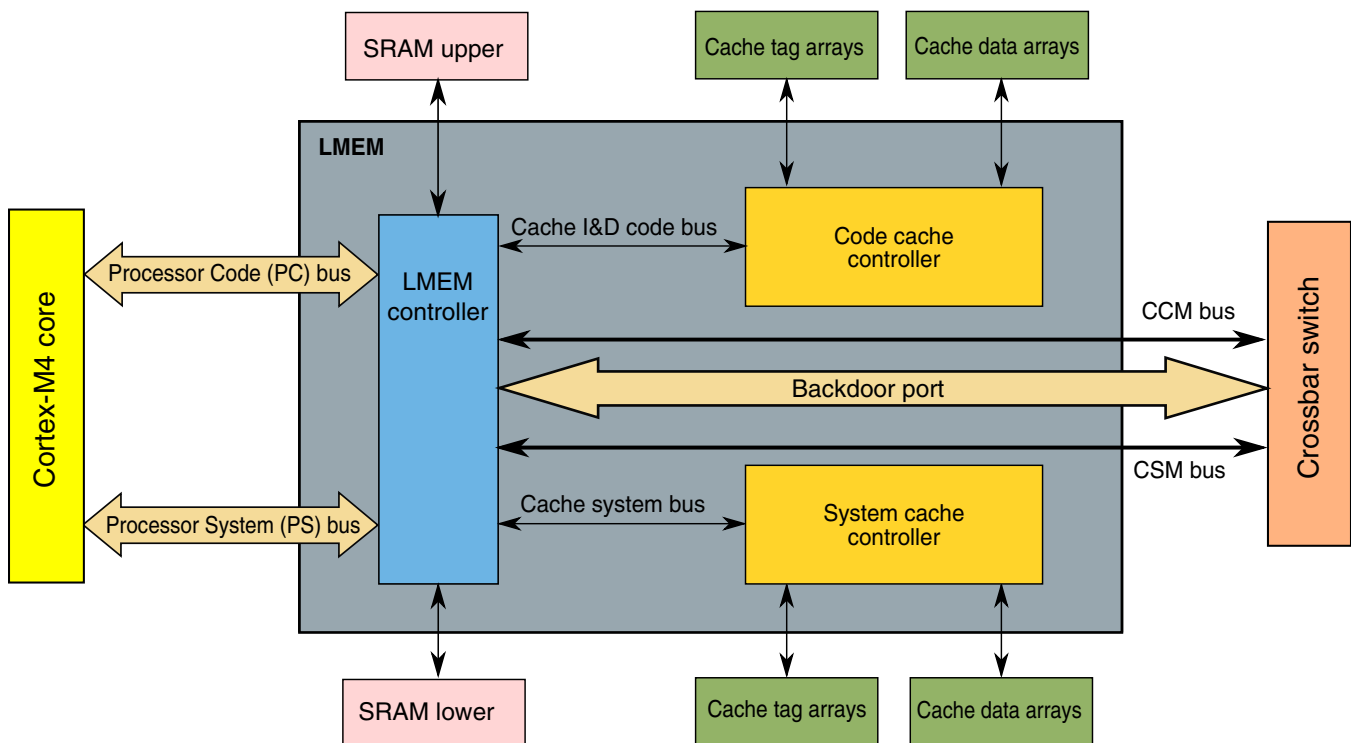 SRAM upper
Cache tag arrays
Cache data arrays
LMEM
Cortex-M4 core
Processor Code (PC) bus
LMEM
controller
Cache I&D code bus
Code cache
controller
CCM bus
Backdoor port
Crossbar switch
CSM bus
Processor System (PS) bus
Cache system bus
System cache
controller
SRAM lower
Cache tag arrays
Cache data arrays